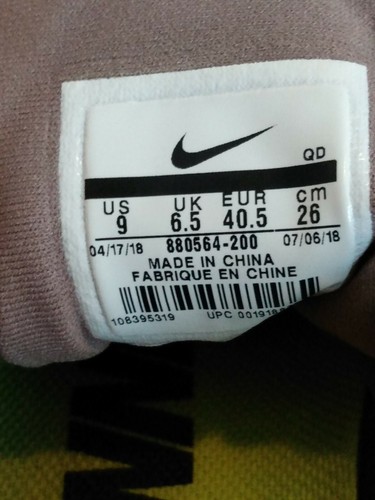 QD
US UK EUR cm
9 6.5 40.5 26
04/17/18 880564-200 07/06/18
MADE IN CHINA
FABRIQUE EN CHINE
108395319 UPC